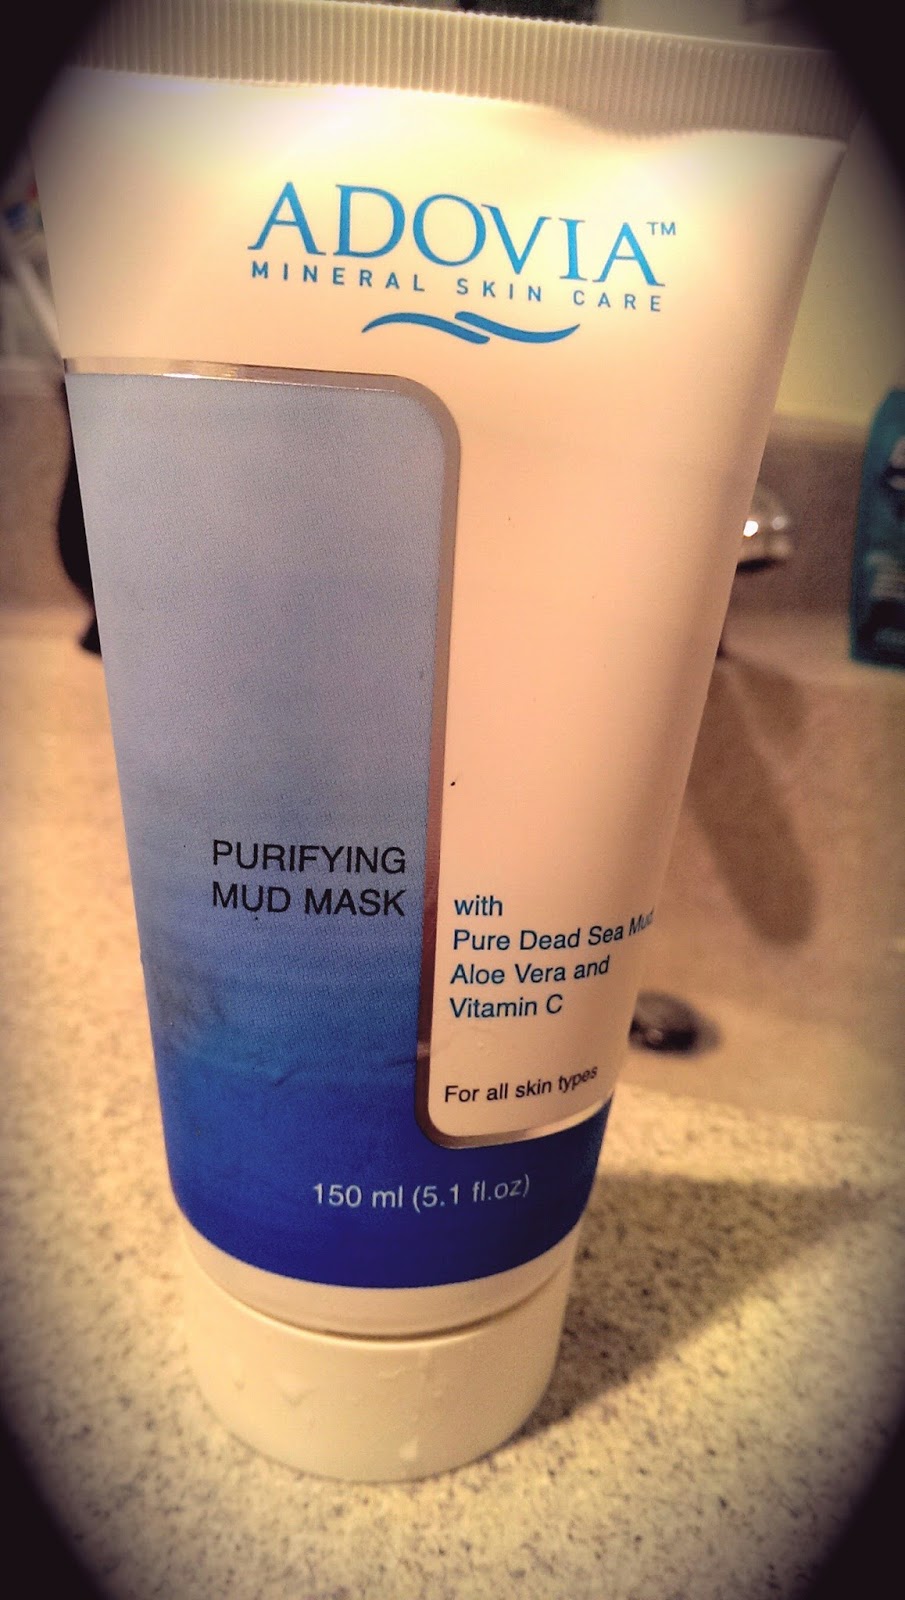 ADOVIA™
MINERAL SKIN CARE
PURIFYING
MUD MASK
with
Pure Dead Sea Mud
Aloe Vera and
Vitamin C
For all skin types
150 ml (5.1 fl.oz)